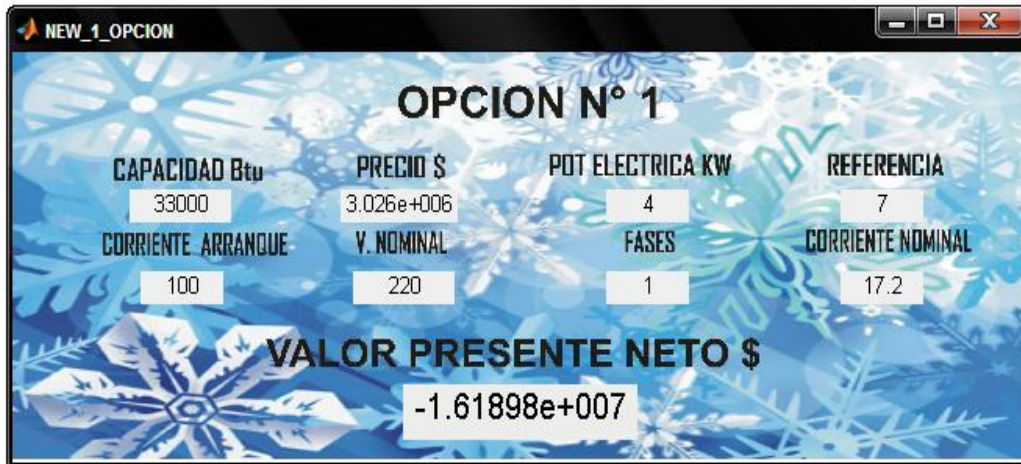 NEW_1_OPCION
OPCION N° 1
CAPACIDAD Btu PRECIO $ POT ELECTRICA KW REFERENCIA
33000 3.026e+006 4 7
CORRIENTE ARRANQUE V. NOMINAL FASES CORRIENTE NOMINAL
100 220 1 17.2
VALOR PRESENTE NETO $
-1.61898e+007